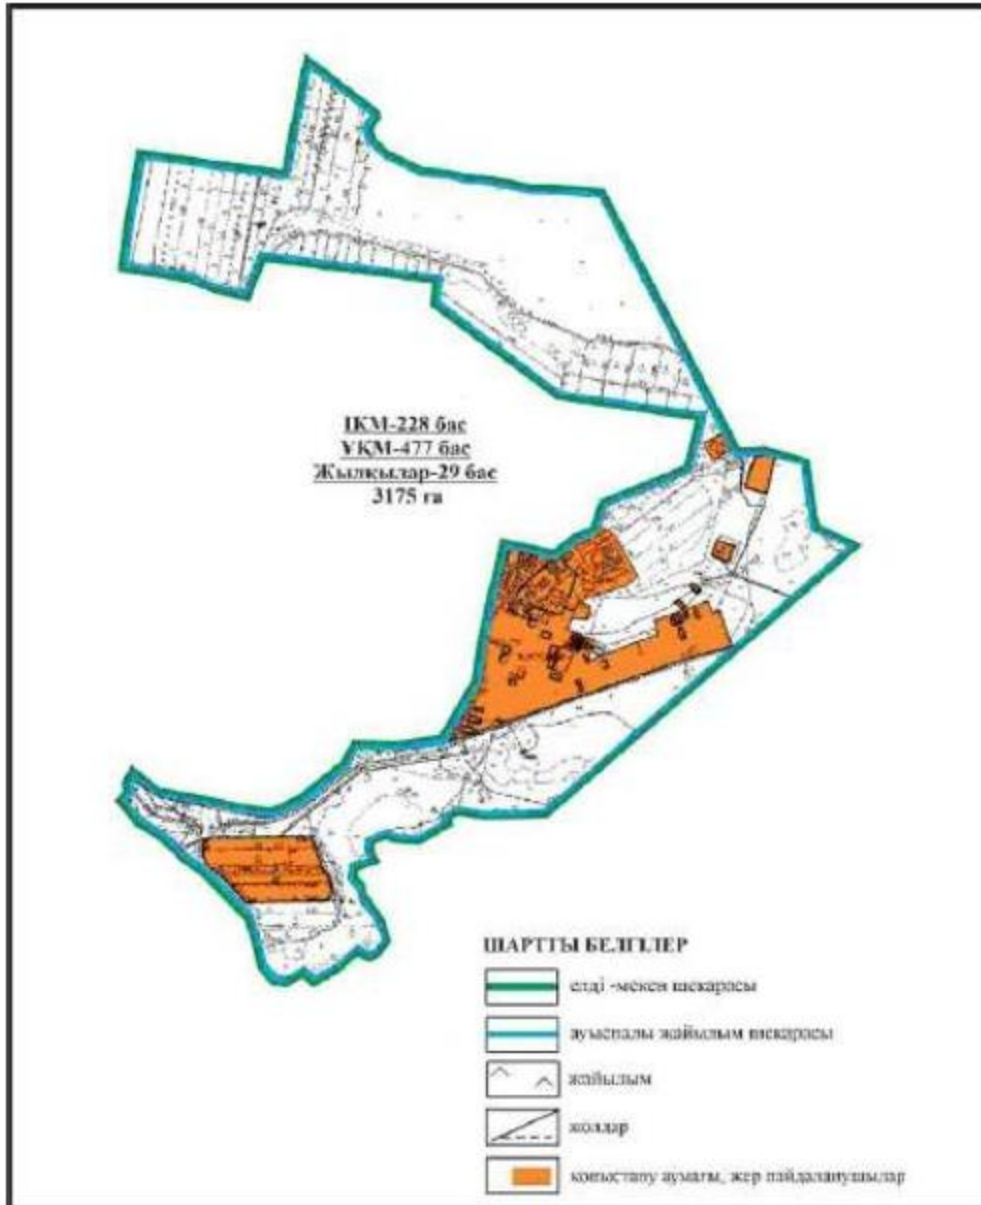 ІҚМ-228 бас
ҰҚМ-477 бас
Жылқылар-29 бас
3175 га
ШАРТТЫ БЕЛГІЛЕР
елді -мекен шекарасы
ауыспалы жайылым шекарасы
жайылым
жолдар
қоныстану аумағы, жер пайдаланушылар